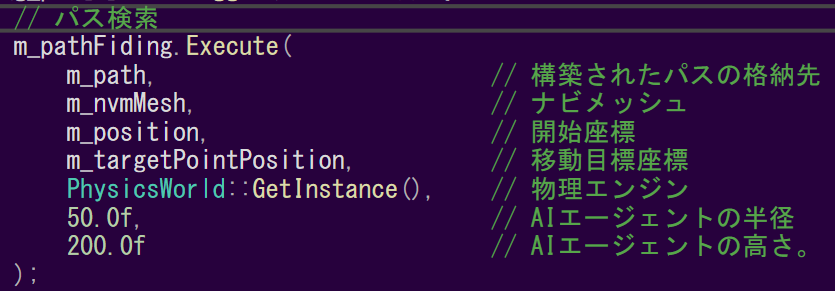 // パス検索
m_pathFiding.Execute(
    m_path, // 構築されたパスの格納先
    m_nvmMesh, // ナビメッシュ
    m_position, // 開始座標
    m_targetPointPosition, // 移動目標座標
    PhysicsWorld::GetInstance(), // 物理エンジン
    50.0f, // AIエージェントの半径
    200.0f // AIエージェントの高さ。
);